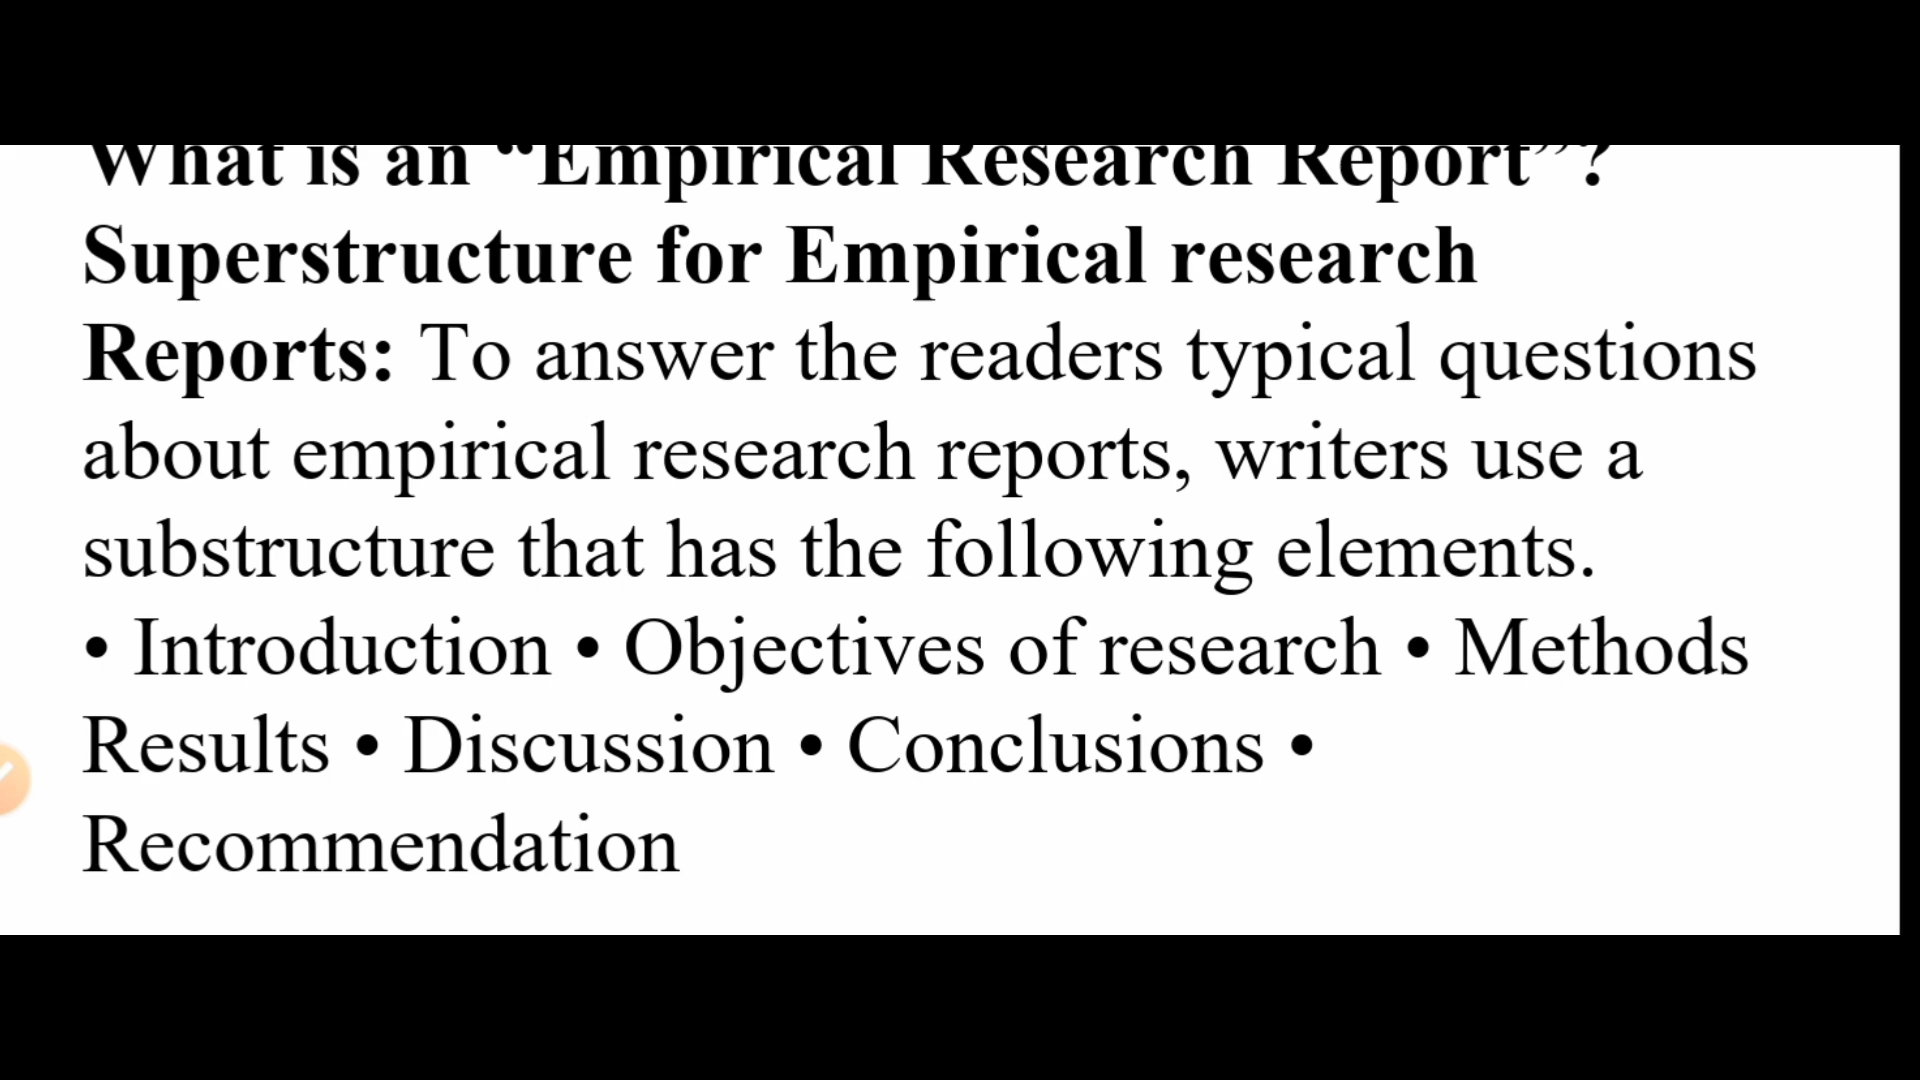 What is an “Empirical Research Report”?
Superstructure for Empirical research
Reports: To answer the readers typical questions
about empirical research reports, writers use a
substructure that has the following elements.
• Introduction • Objectives of research • Methods
Results • Discussion • Conclusions •
Recommendation